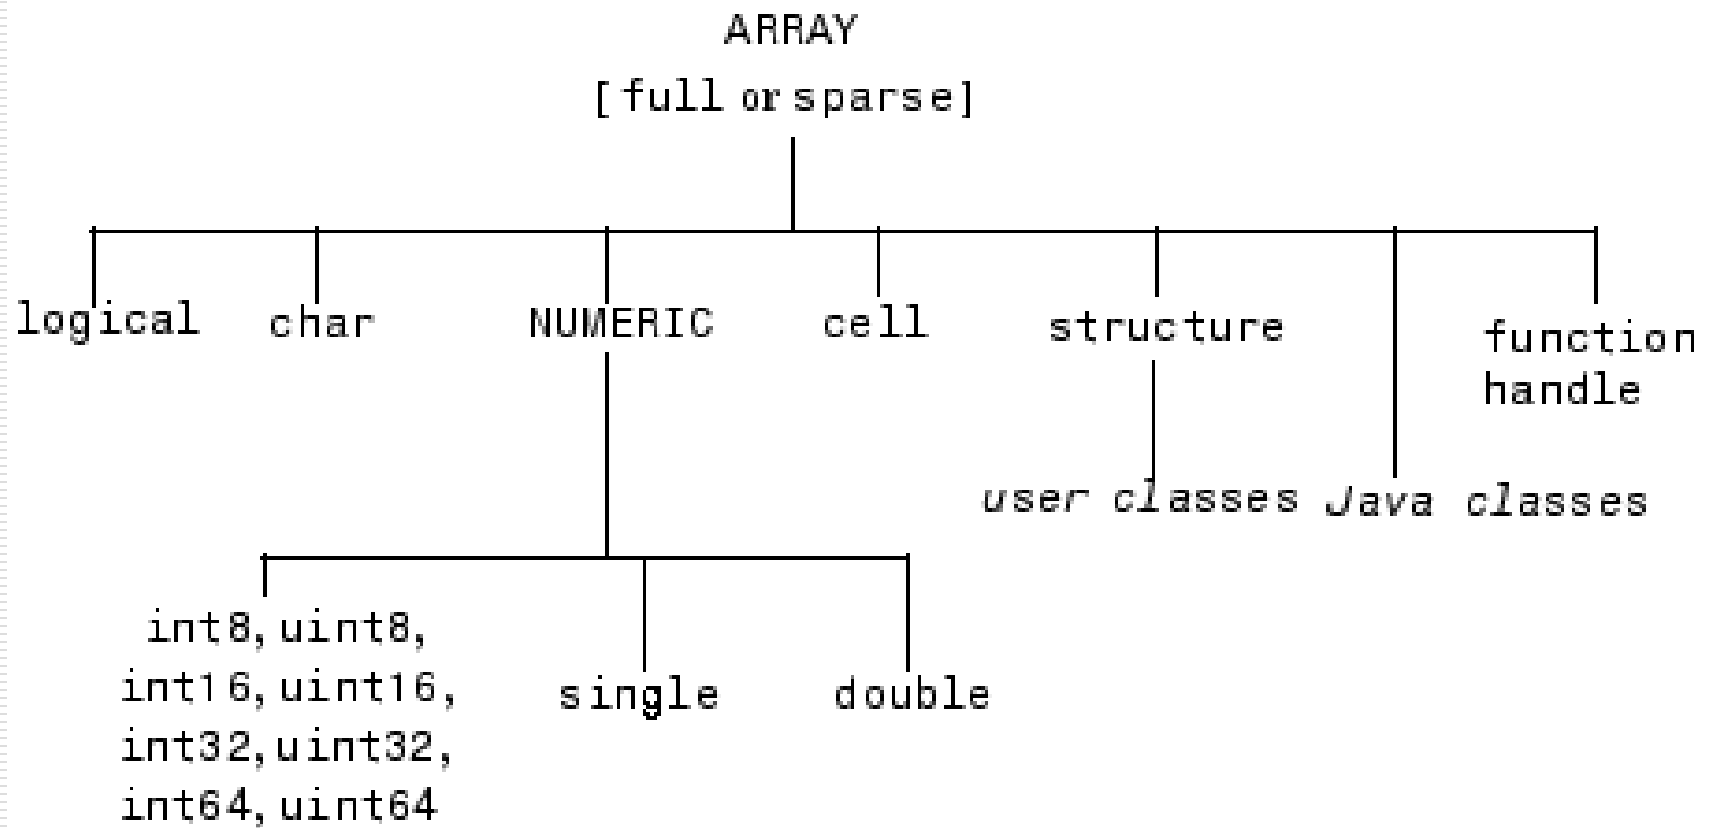 ARRAY
[full or sparse]
logical
char
NUMERIC
cell
structure
function
handle
user classes
Java classes
int8, uint8,
int16, uint16,
int32, uint32,
int64, uint64
single
double